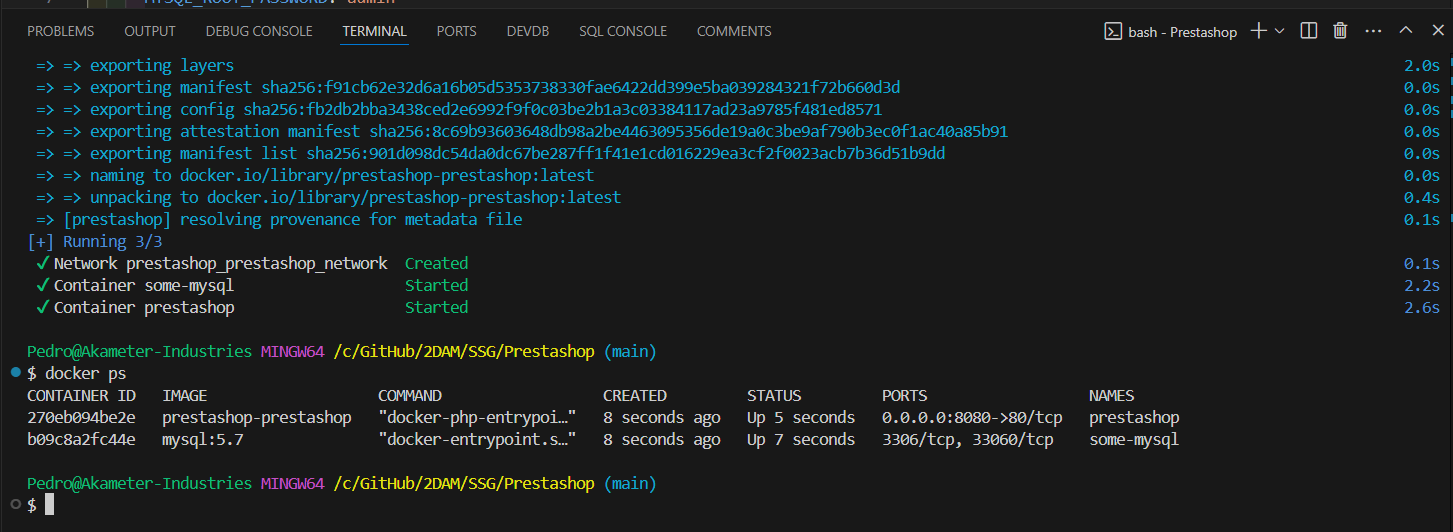 MYSQL_ROOT_PASSWORD: admin
PROBLEMS OUTPUT DEBUG CONSOLE TERMINAL PORTS DEVDB SQL CONSOLE COMMENTS bash - Prestashop
=> => exporting layers 2.0s
=> => exporting manifest sha256:f91cb62e32d6a16b05d5353738330fae6422dd399e5ba039284321f72b660d3d 0.0s
=> => exporting config sha256:fb2db2bba3438ced2e6992f9f0c03be2b1a3c03384117ad23a9785f481ed8571 0.0s
=> => exporting attestation manifest sha256:8c69b93603648db98a2be4463095356de19a0c3be9af790b3ec0f1ac40a85b91 0.0s
=> => exporting manifest list sha256:901d098dc54da0dc67be287ff1f41e1cd016229ea3cf2f0023acb7b36d51b9dd 0.0s
=> => naming to docker.io/library/prestashop-prestashop:latest 0.0s
=> => unpacking to docker.io/library/prestashop-prestashop:latest 0.4s
=> [prestashop] resolving provenance for metadata file 0.1s
[+] Running 3/3
✓ Network prestashop_prestashop_network Created 0.1s
✓ Container some-mysql Started 2.2s
✓ Container prestashop Started 2.6s
Pedro@Akameter-Industries MINGW64 /c/GitHub/2DAM/SSG/Prestashop (main)
$ docker ps
CONTAINER ID IMAGE COMMAND CREATED STATUS PORTS NAMES
270eb094be2e prestashop-prestashop "docker-php-entrypoi…" 8 seconds ago Up 5 seconds 0.0.0.0:8080->80/tcp prestashop
b09c8a2fc44e mysql:5.7 "docker-entrypoint.s…" 8 seconds ago Up 7 seconds 3306/tcp, 33060/tcp some-mysql
Pedro@Akameter-Industries MINGW64 /c/GitHub/2DAM/SSG/Prestashop (main)
$